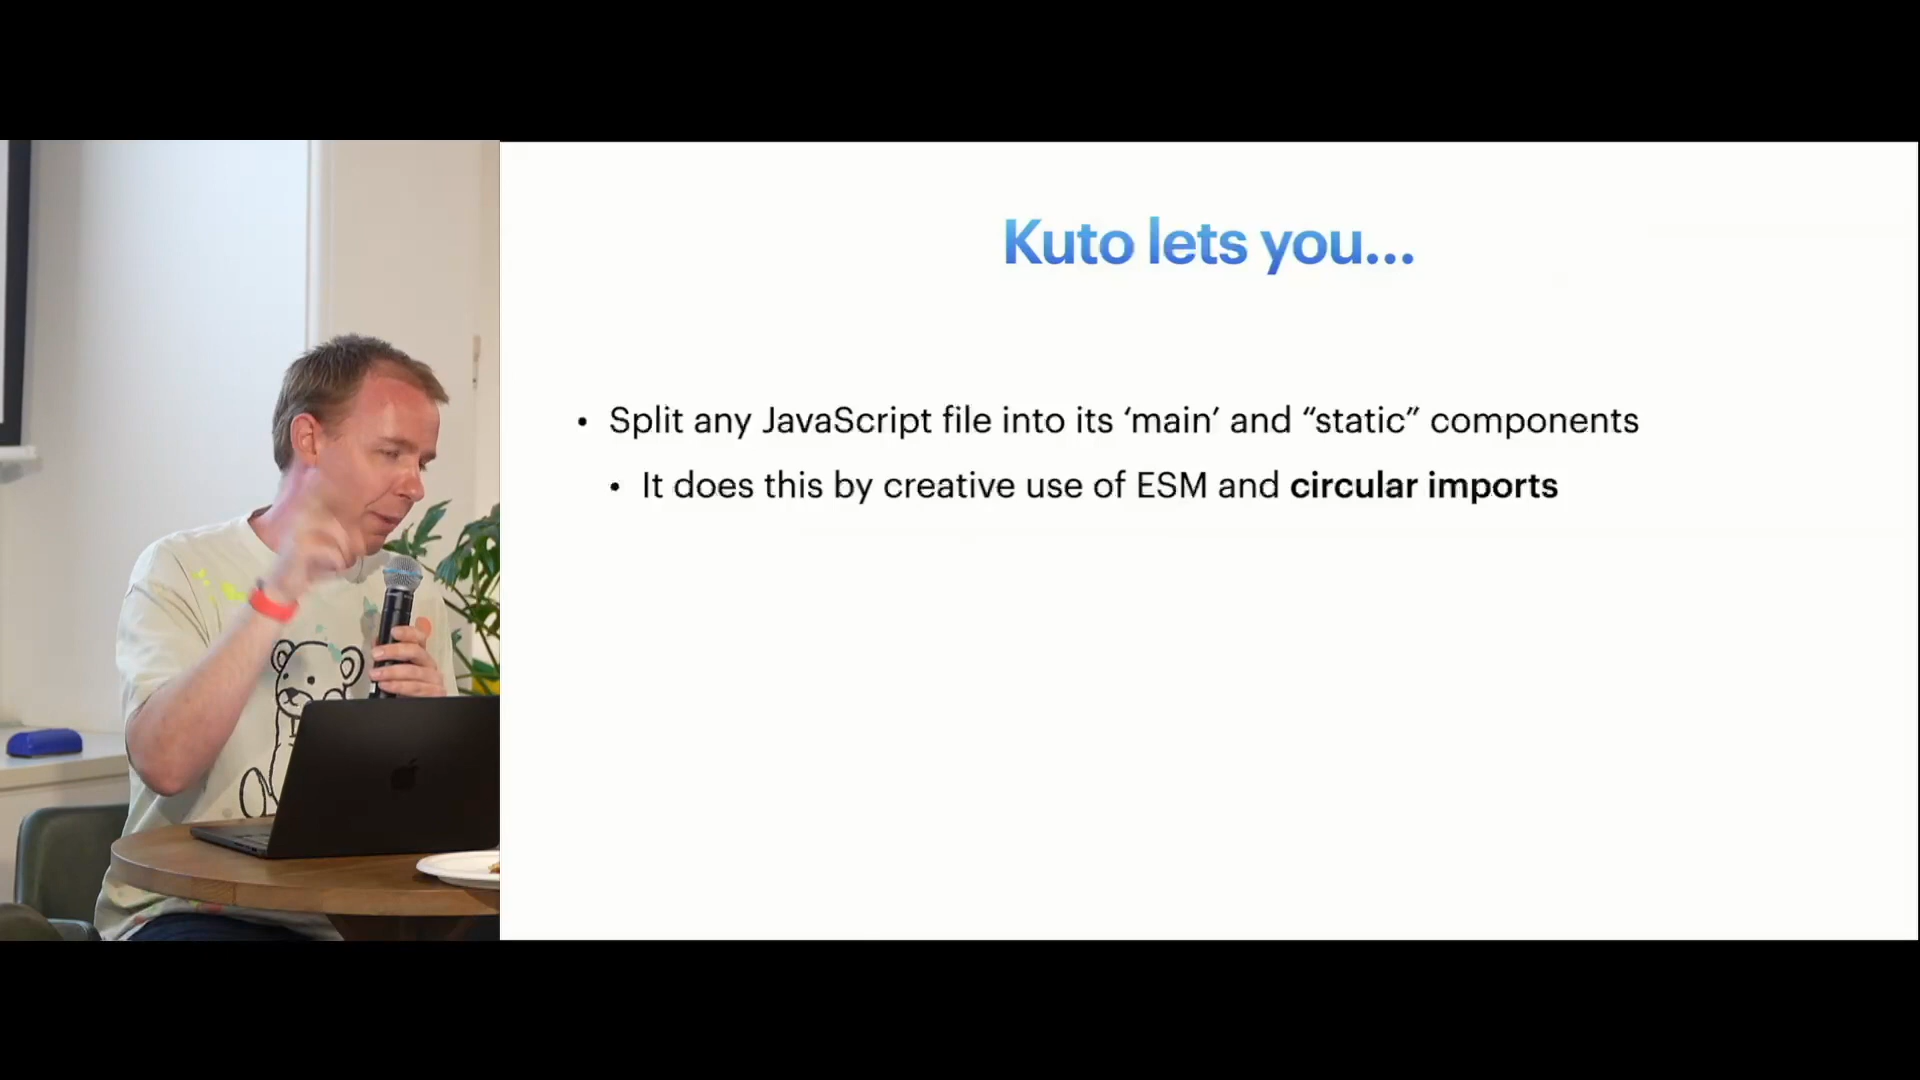 Kuto lets you...
• Split any JavaScript file into its ‘main’ and “static” components
• It does this by creative use of ESM and circular imports